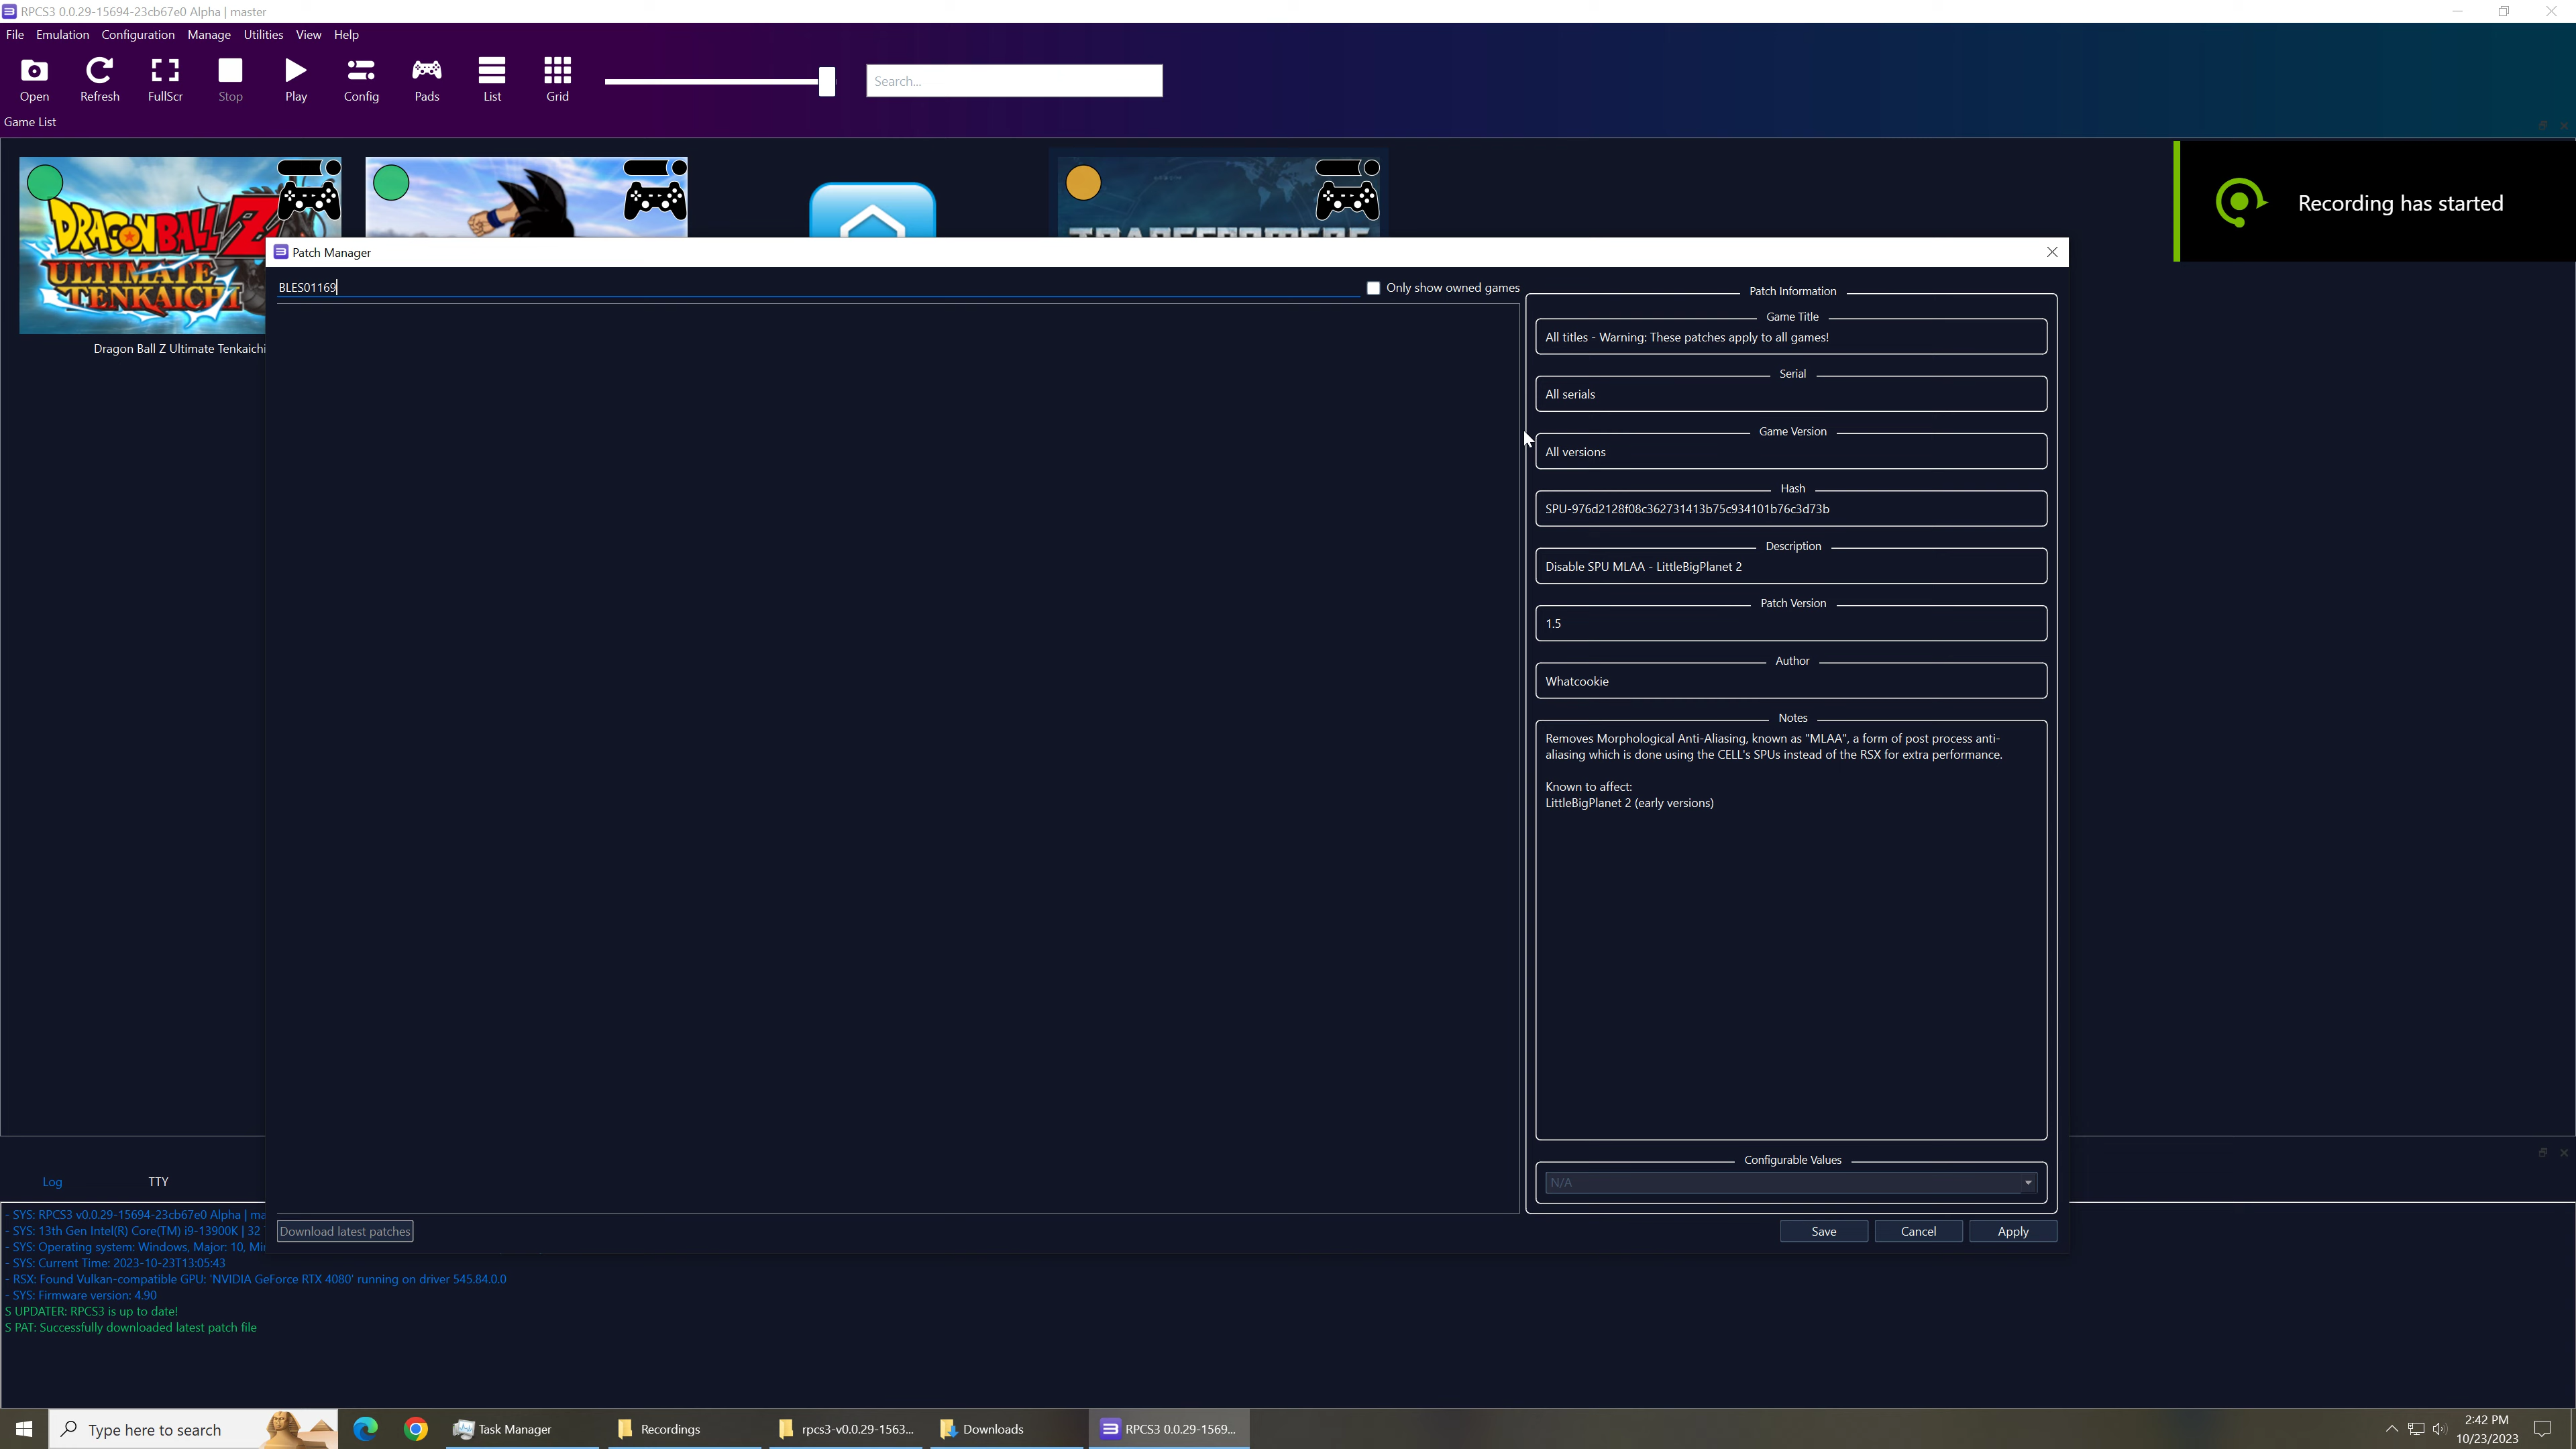 RPCS3 0.0.29-15694-23cb67e0 Alpha | master
File Emulation Configuration Manage Utilities View Help
Open Refresh FullScr Stop Play Config Pads List Grid Search...
Game List
DRAGON BALL Z
ULTIMATE
TENKAICHI
TRANSFORMERS
Recording has started
Dragon Ball Z Ultimate Tenkaichi
Patch Manager
BLES01169
Only show owned games
Patch Information
Game Title
All titles - Warning: These patches apply to all games!
Serial
All serials
Game Version
All versions
Hash
SPU-976d2128f08c362731413b75c934101b76c3d73b
Description
Disable SPU MLAA - LittleBigPlanet 2
Patch Version
1.5
Author
Whatcookie
Notes
Removes Morphological Anti-Aliasing, known as "MLAA", a form of post process anti-
aliasing which is done using the CELL's SPUs instead of the RSX for extra performance.
Known to affect:
LittleBigPlanet 2 (early versions)
Configurable Values
N/A
Download latest patches
Save Cancel Apply
Log TTY
- SYS: RPCS3 v0.0.29-15694-23cb67e0 Alpha | ma
- SYS: 13th Gen Intel(R) Core(TM) i9-13900K | 32
- SYS: Operating system: Windows, Major: 10, Mi
- SYS: Current Time: 2023-10-23T13:05:43
- RSX: Found Vulkan-compatible GPU: 'NVIDIA GeForce RTX 4080' running on driver 545.84.0.0
- SYS: Firmware version: 4.90
S UPDATER: RPCS3 is up to date!
S PAT: Successfully downloaded latest patch file
Type here to search
Task Manager
Recordings
rpcs3-v0.0.29-1563...
Downloads
RPCS3 0.0.29-1569...
2:42 PM
10/23/2023